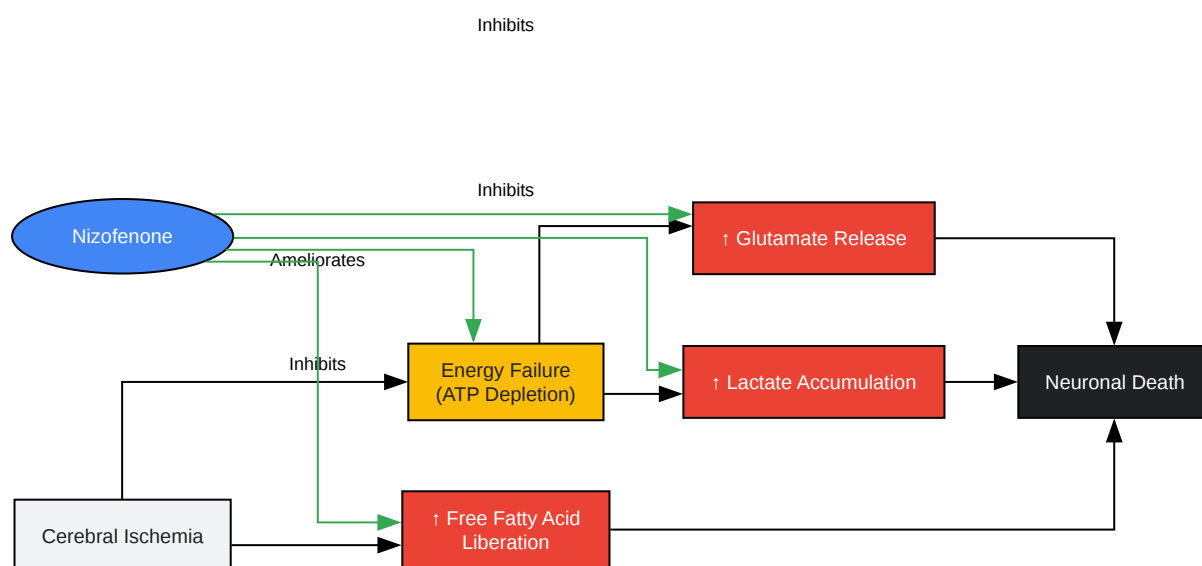 Inhibits
Inhibits
Nizofenone
↑ Glutamate Release
Ameliorates
Inhibits
Energy Failure
(ATP Depletion)
↑ Lactate Accumulation
Neuronal Death
Cerebral Ischemia
↑ Free Fatty Acid
Liberation